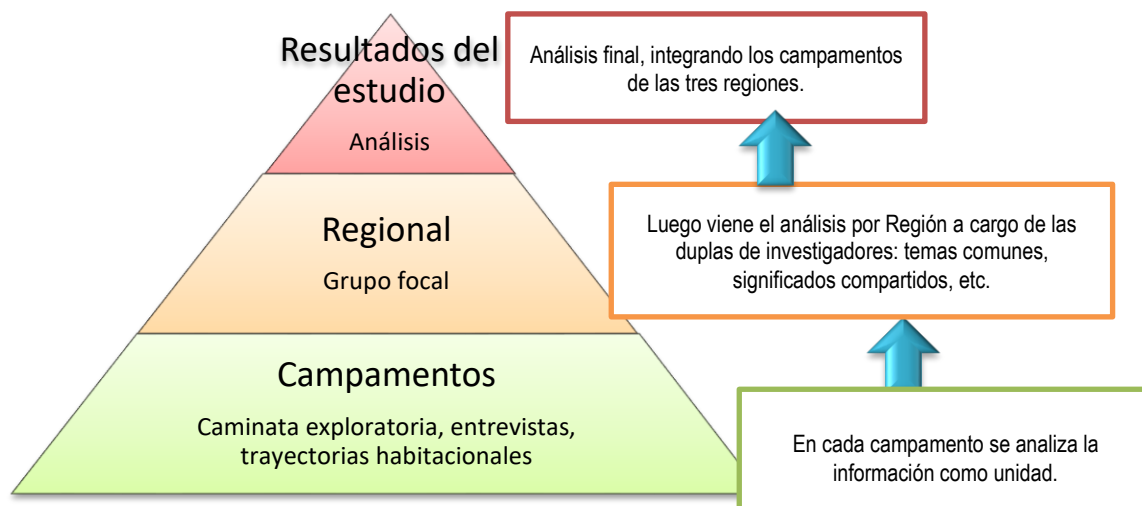 Resultados del
estudio
Análisis
Análisis final, integrando los campamentos
de las tres regiones.
Regional
Grupo focal
Luego viene el análisis por Región a cargo de las
duplas de investigadores: temas comunes,
significados compartidos, etc.
Campamentos
Caminata exploratoria, entrevistas,
trayectorias habitacionales
En cada campamento se analiza la
información como unidad.